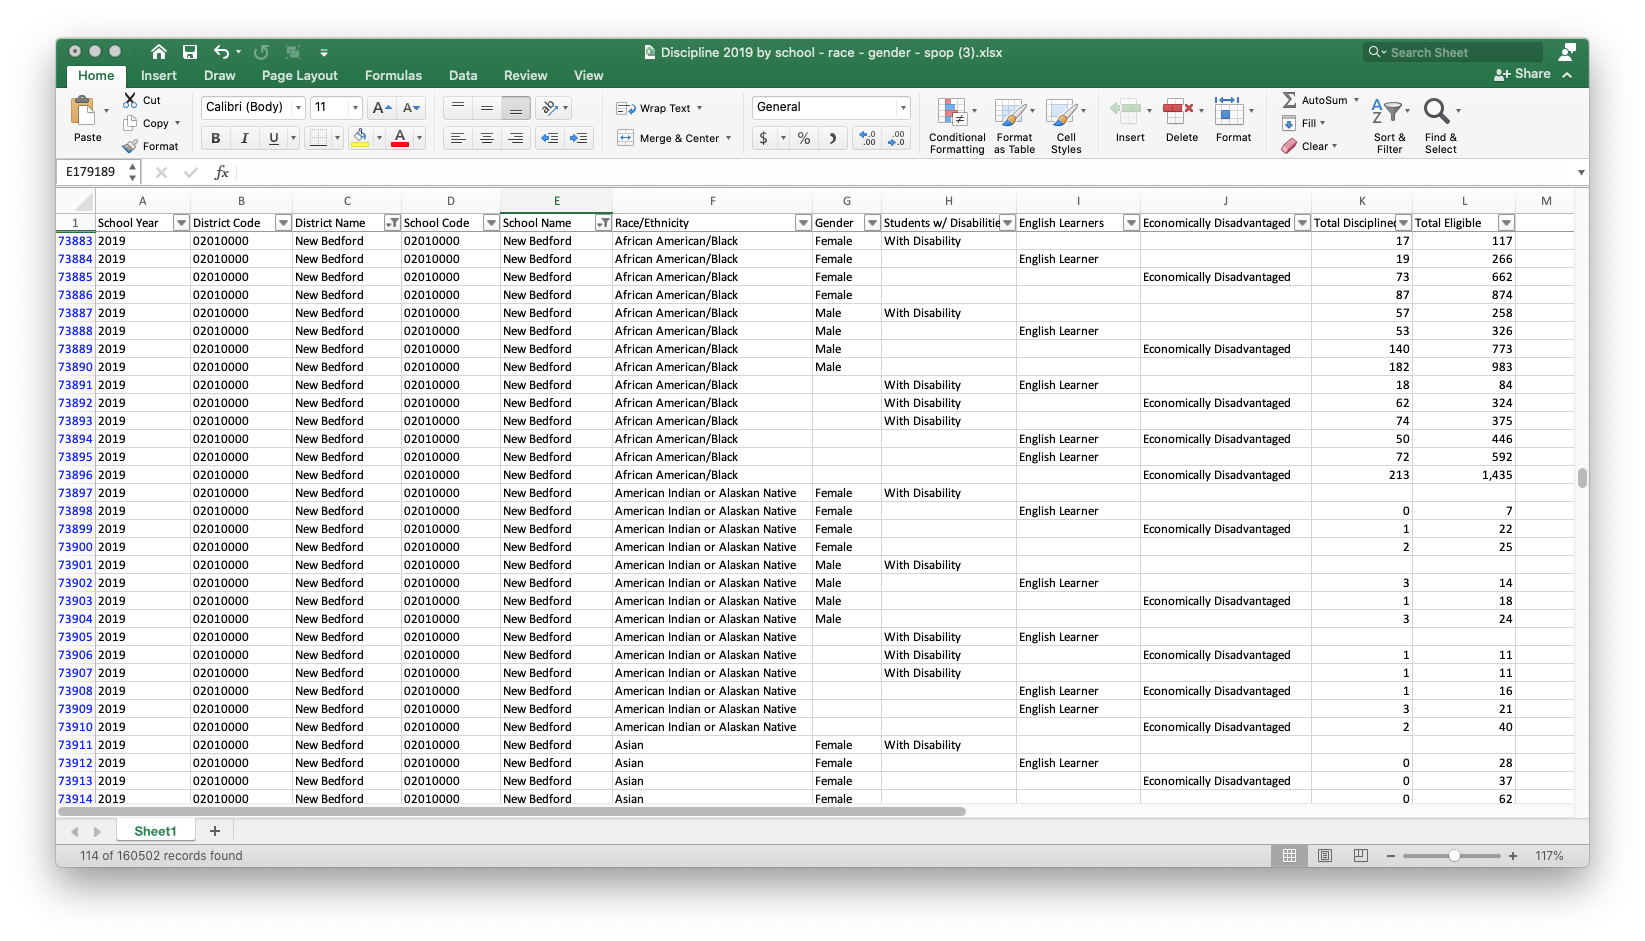 Discipline 2019 by school - race - gender - spop (3).xlsx
Search Sheet
Home Insert Draw Page Layout Formulas Data Review View
Share
Paste
Cut
Copy
Format
Calibri (Body) 11 A A
B I U A
Wrap Text
Merge & Center
General
$ % )
Conditional Formatting
Format as Table
Cell Styles
Insert Delete Format
AutoSum
Fill
Clear
Sort & Filter
Find & Select
E179189 fx
A B C D E F G H I J K L M
1 School Year District Code District Name School Code School Name Race/Ethnicity Gender Students w/ Disabilitie English Learners Economically Disadvantaged Total Discipline Total Eligible
73883 2019 02010000 New Bedford 02010000 New Bedford African American/Black Female With Disability 17 117
73884 2019 02010000 New Bedford 02010000 New Bedford African American/Black Female English Learner 19 266
73885 2019 02010000 New Bedford 02010000 New Bedford African American/Black Female Economically Disadvantaged 73 662
73886 2019 02010000 New Bedford 02010000 New Bedford African American/Black Female 87 874
73887 2019 02010000 New Bedford 02010000 New Bedford African American/Black Male With Disability 57 258
73888 2019 02010000 New Bedford 02010000 New Bedford African American/Black Male English Learner 53 326
73889 2019 02010000 New Bedford 02010000 New Bedford African American/Black Male Economically Disadvantaged 140 773
73890 2019 02010000 New Bedford 02010000 New Bedford African American/Black Male 182 983
73891 2019 02010000 New Bedford 02010000 New Bedford African American/Black With Disability English Learner 18 84
73892 2019 02010000 New Bedford 02010000 New Bedford African American/Black With Disability Economically Disadvantaged 62 324
73893 2019 02010000 New Bedford 02010000 New Bedford African American/Black With Disability 74 375
73894 2019 02010000 New Bedford 02010000 New Bedford African American/Black English Learner Economically Disadvantaged 50 446
73895 2019 02010000 New Bedford 02010000 New Bedford African American/Black English Learner 72 592
73896 2019 02010000 New Bedford 02010000 New Bedford African American/Black Economically Disadvantaged 213 1,435
73897 2019 02010000 New Bedford 02010000 New Bedford American Indian or Alaskan Native Female With Disability
73898 2019 02010000 New Bedford 02010000 New Bedford American Indian or Alaskan Native Female English Learner 0 7
73899 2019 02010000 New Bedford 02010000 New Bedford American Indian or Alaskan Native Female Economically Disadvantaged 1 22
73900 2019 02010000 New Bedford 02010000 New Bedford American Indian or Alaskan Native Female 2 25
73901 2019 02010000 New Bedford 02010000 New Bedford American Indian or Alaskan Native Male With Disability
73902 2019 02010000 New Bedford 02010000 New Bedford American Indian or Alaskan Native Male English Learner 3 14
73903 2019 02010000 New Bedford 02010000 New Bedford American Indian or Alaskan Native Male Economically Disadvantaged 1 18
73904 2019 02010000 New Bedford 02010000 New Bedford American Indian or Alaskan Native Male 3 24
73905 2019 02010000 New Bedford 02010000 New Bedford American Indian or Alaskan Native With Disability English Learner
73906 2019 02010000 New Bedford 02010000 New Bedford American Indian or Alaskan Native With Disability Economically Disadvantaged 1 11
73907 2019 02010000 New Bedford 02010000 New Bedford American Indian or Alaskan Native With Disability 1 11
73908 2019 02010000 New Bedford 02010000 New Bedford American Indian or Alaskan Native English Learner Economically Disadvantaged 1 16
73909 2019 02010000 New Bedford 02010000 New Bedford American Indian or Alaskan Native English Learner 3 21
73910 2019 02010000 New Bedford 02010000 New Bedford American Indian or Alaskan Native Economically Disadvantaged 2 40
73911 2019 02010000 New Bedford 02010000 New Bedford Asian Female With Disability
73912 2019 02010000 New Bedford 02010000 New Bedford Asian Female English Learner 0 28
73913 2019 02010000 New Bedford 02010000 New Bedford Asian Female Economically Disadvantaged 0 37
73914 2019 02010000 New Bedford 02010000 New Bedford Asian Female 0 62
Sheet1 +
114 of 160502 records found
117%